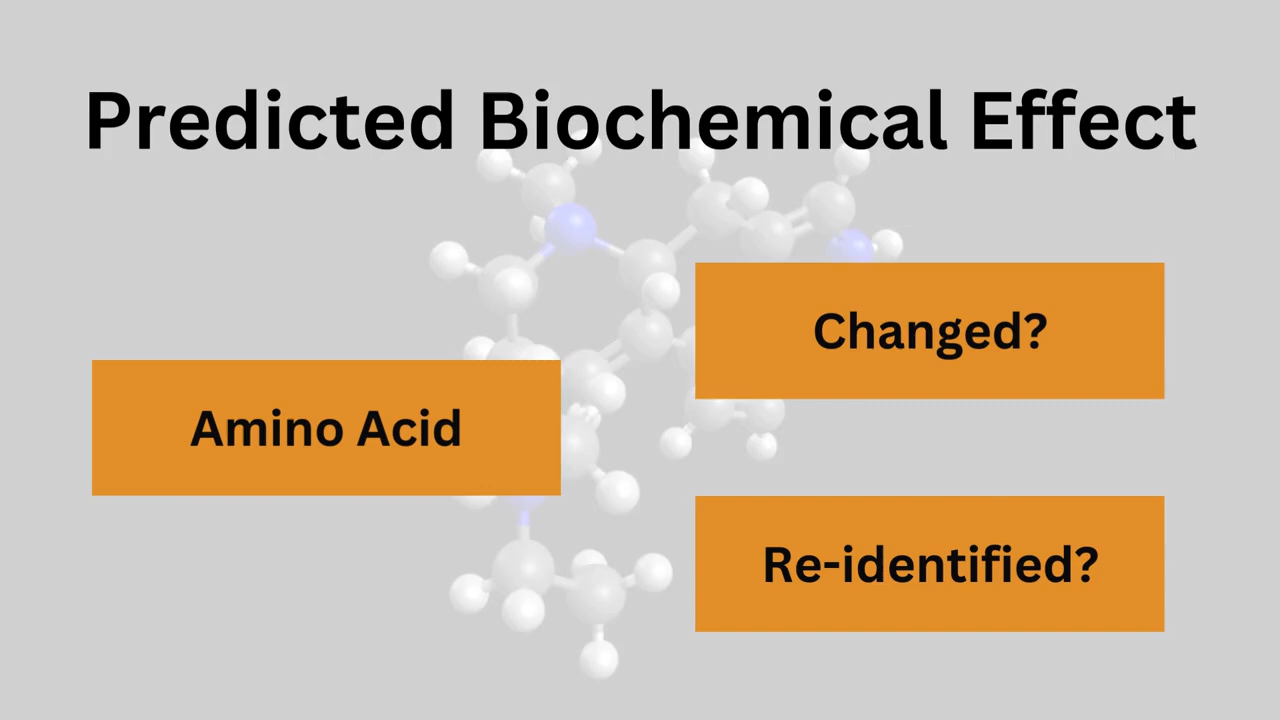 Predicted Biochemical Effect
Amino Acid
Changed?
Re-identified?